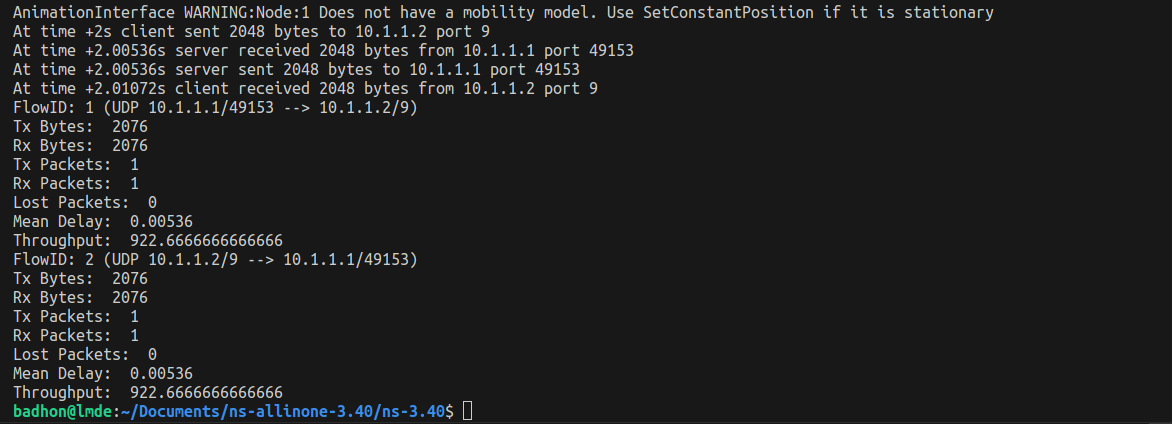 AnimationInterface WARNING:Node:1 Does not have a mobility model. Use SetConstantPosition if it is stationary
At time +2s client sent 2048 bytes to 10.1.1.2 port 9
At time +2.00536s server received 2048 bytes from 10.1.1.1 port 49153
At time +2.00536s server sent 2048 bytes to 10.1.1.1 port 49153
At time +2.01072s client received 2048 bytes from 10.1.1.2 port 9
FlowID: 1 (UDP 10.1.1.1/49153 --> 10.1.1.2/9)
Tx Bytes:  2076
Rx Bytes:  2076
Tx Packets:  1
Rx Packets:  1
Lost Packets:  0
Mean Delay:  0.00536
Throughput:  922.6666666666666
FlowID: 2 (UDP 10.1.1.2/9 --> 10.1.1.1/49153)
Tx Bytes:  2076
Rx Bytes:  2076
Tx Packets:  1
Rx Packets:  1
Lost Packets:  0
Mean Delay:  0.00536
Throughput:  922.6666666666666
badhon@lmde:~/Documents/ns-allinone-3.40/ns-3.40$